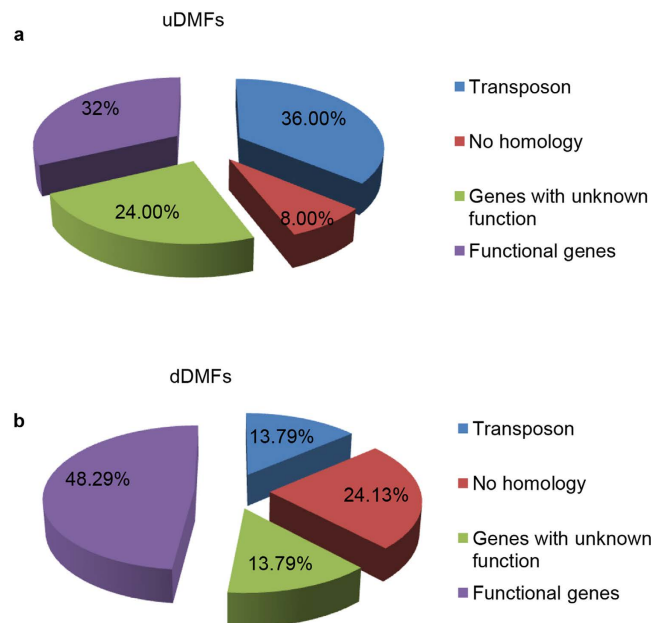 uDMFs
a
32%
36.00%
24.00%
8.00%
Transposon
No homology
Genes with unknown
function
Functional genes
dDMFs
b
48.29%
13.79%
24.13%
13.79%
Transposon
No homology
Genes with unknown
function
Functional genes